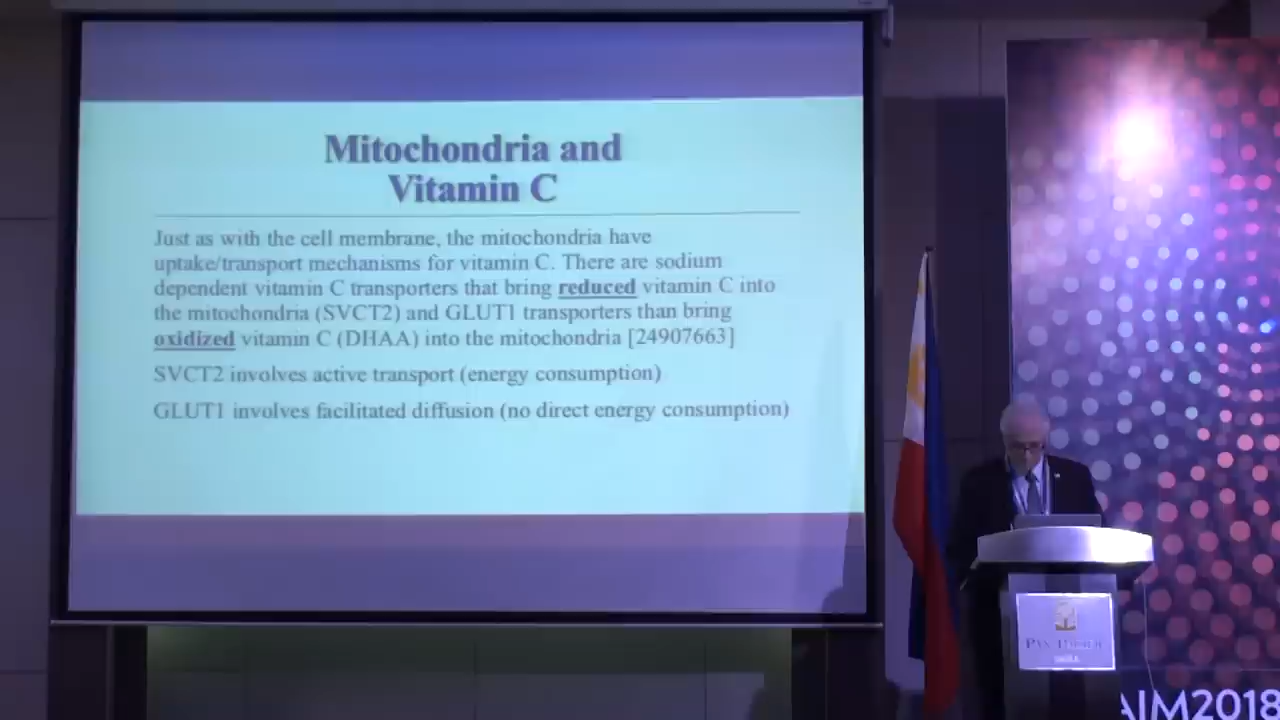 Mitochondria and
Vitamin C
Just as with the cell membrane, the mitochondria have
uptake/transport mechanisms for vitamin C. There are sodium
dependent vitamin C transporters that bring reduced vitamin C into
the mitochondria (SVCT2) and GLUT1 transporters than bring
oxidized vitamin C (DHAA) into the mitochondria [24907663]
SVCT2 involves active transport (energy consumption)
GLUT1 involves facilitated diffusion (no direct energy consumption)
PAN PACIFIC
MANILA
AIM2018